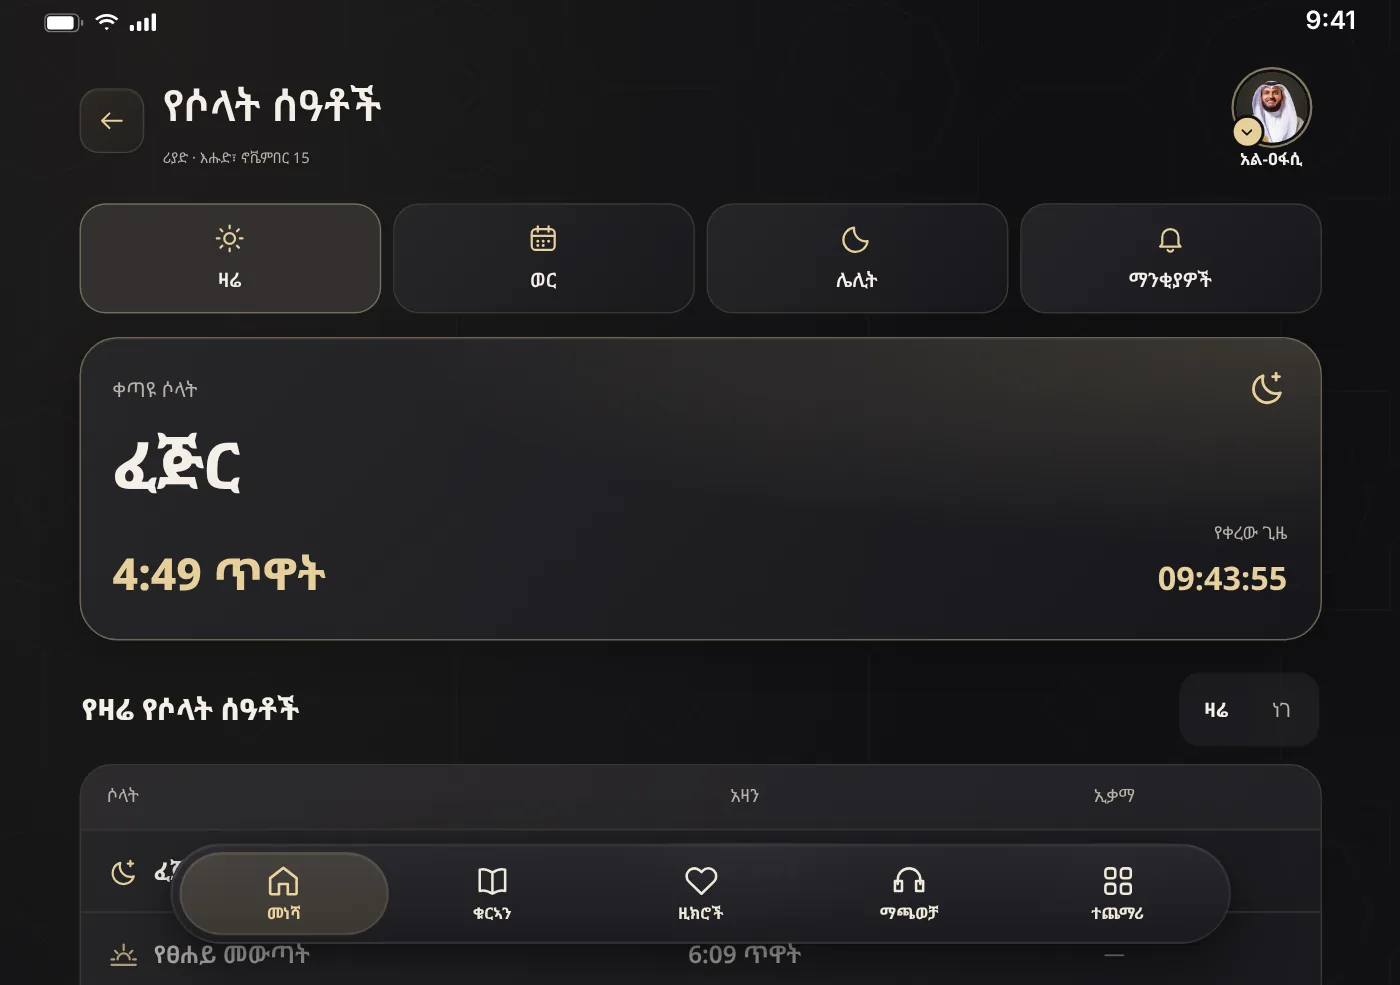 9:41
የሶላት ሰዓቶች
ሪያድ · እሑድ፣ ኖቬምበር 15
አል-ዐፋሲ
ዛሬ
ወር
ሌሊት
ማንቂያዎች
ቀጣዩ ሶላት
ፈጅር
4:49 ጥዋት
የቀረው ጊዜ
09:43:55
የዛሬ የሶላት ሰዓቶች
ዛሬ
ነገ
ሶላት
አዛን
ኢቃማ
መነሻ
ቁርኣን
ዚክሮች
ማጫወቻ
ተጨማሪ
የፀሐይ መውጣት
6:09 ጥዋት
—